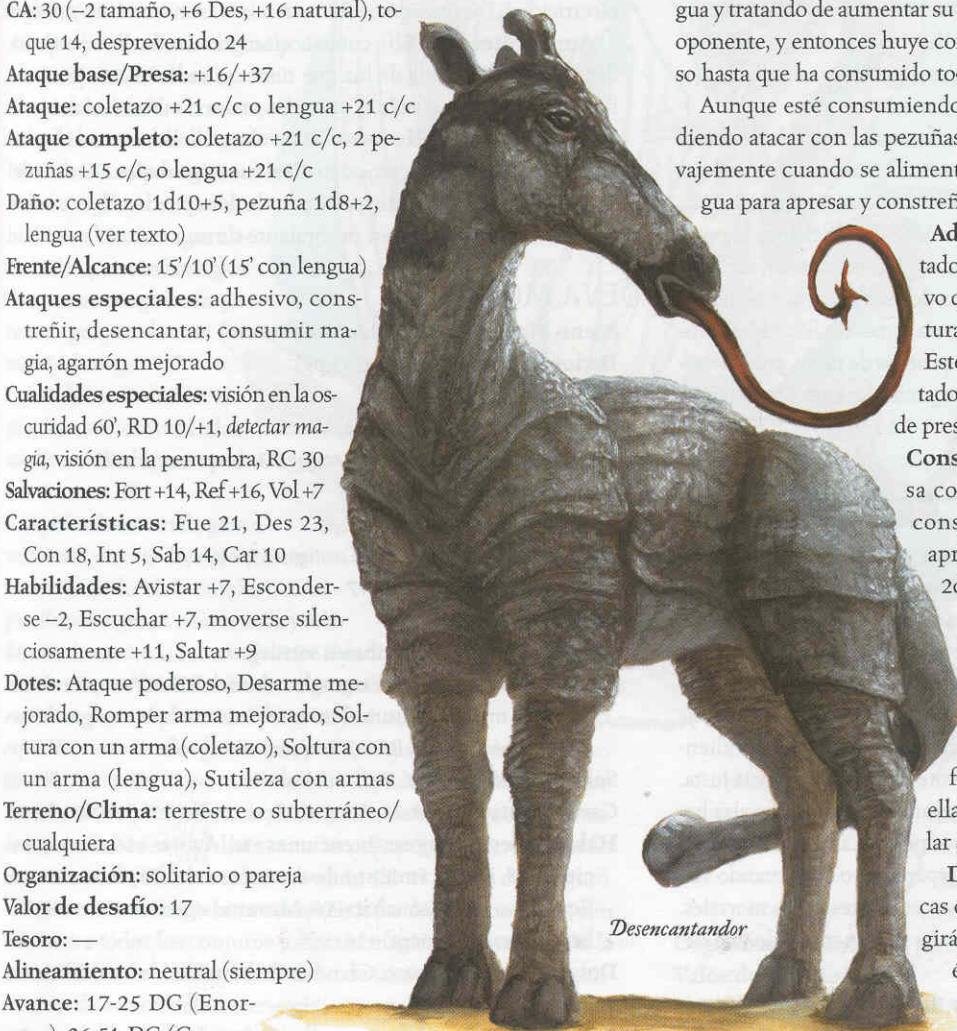 CA: 30 (–2 tamaño, +6 Des, +16 natural), to-
que 14, desprevenido 24
Ataque base/Presa: +16/+37
Ataque: coletazo +21 c/c o lengua +21 c/c
Ataque completo: coletazo +21 c/c, 2 pe-
zuñas +15 c/c, o lengua +21 c/c
Daño: coletazo 1d10+5, pezuña 1d8+2,
lengua (ver texto)
Frente/Alcance: 15'/10' (15' con lengua)
Ataques especiales: adhesivo, cons-
treñir, desencantar, consumir ma-
gia, agarrón mejorado
Cualidades especiales: visión en la os-
curidad 60', RD 10/+1, detectar ma-
gia, visión en la penumbra, RC 30
Salvaciones: Fort +14, Ref +16, Vol +7
Características: Fue 21, Des 23,
Con 18, Int 5, Sab 14, Car 10
Habilidades: Avistar +7, Esconder-
se –2, Escuchar +7, moverse silen-
ciosamente +11, Saltar +9
Dotes: Ataque poderoso, Desarme me-
jorado, Romper arma mejorado, Sol-
tura con un arma (coletazo), Soltura con
un arma (lengua), Sutileza con armas
Terreno/Clima: terrestre o subterráneo/
cualquiera
Organización: solitario o pareja
Valor de desafío: 17
Tesoro: —
Alineamiento: neutral (siempre)
Avance: 17-25 DG (Enor-
gua y tratando de aumentar su
oponente, y entonces huye co
so hasta que ha consumido to
Aunque esté consumiendo
diendo atacar con las pezuñas
vajemente cuando se aliment
gua para apresar y constreñ
Ad
tado
vo d
tura
Este
tado
de pres
Cons
sa co
cons
apr
2d
f
ella
lar
D
cas
girá
Desencantandor